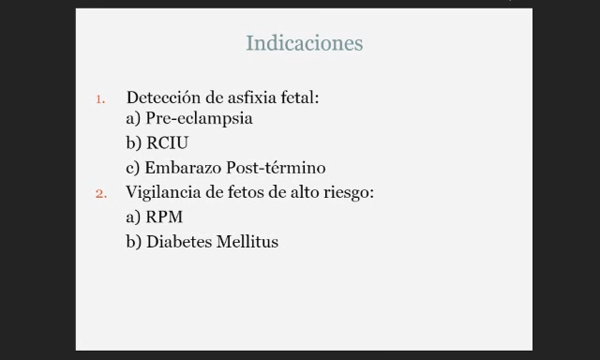 Indicaciones
1. Detección de asfixia fetal:
a) Pre-eclampsia
b) RCIU
c) Embarazo Post-término
2. Vigilancia de fetos de alto riesgo:
a) RPM
b) Diabetes Mellitus